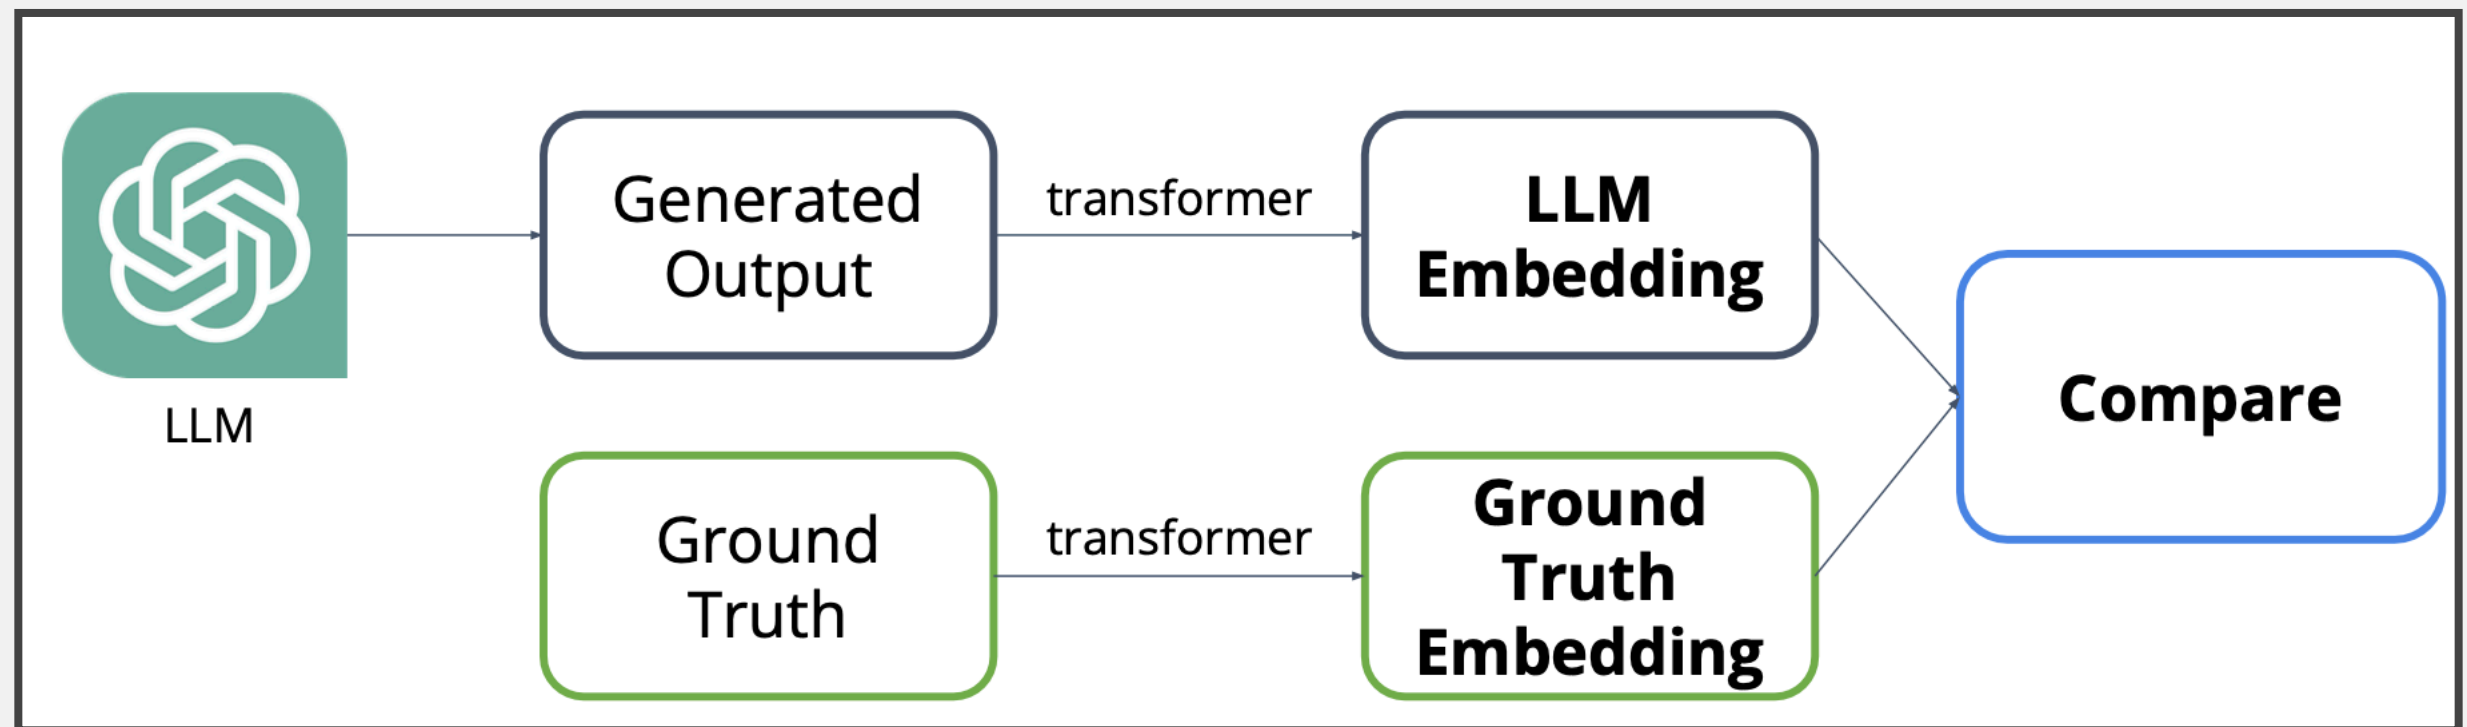 LLM
Generated
Output
transformer
LLM
Embedding
Ground
Truth
transformer
Ground
Truth
Embedding
Compare